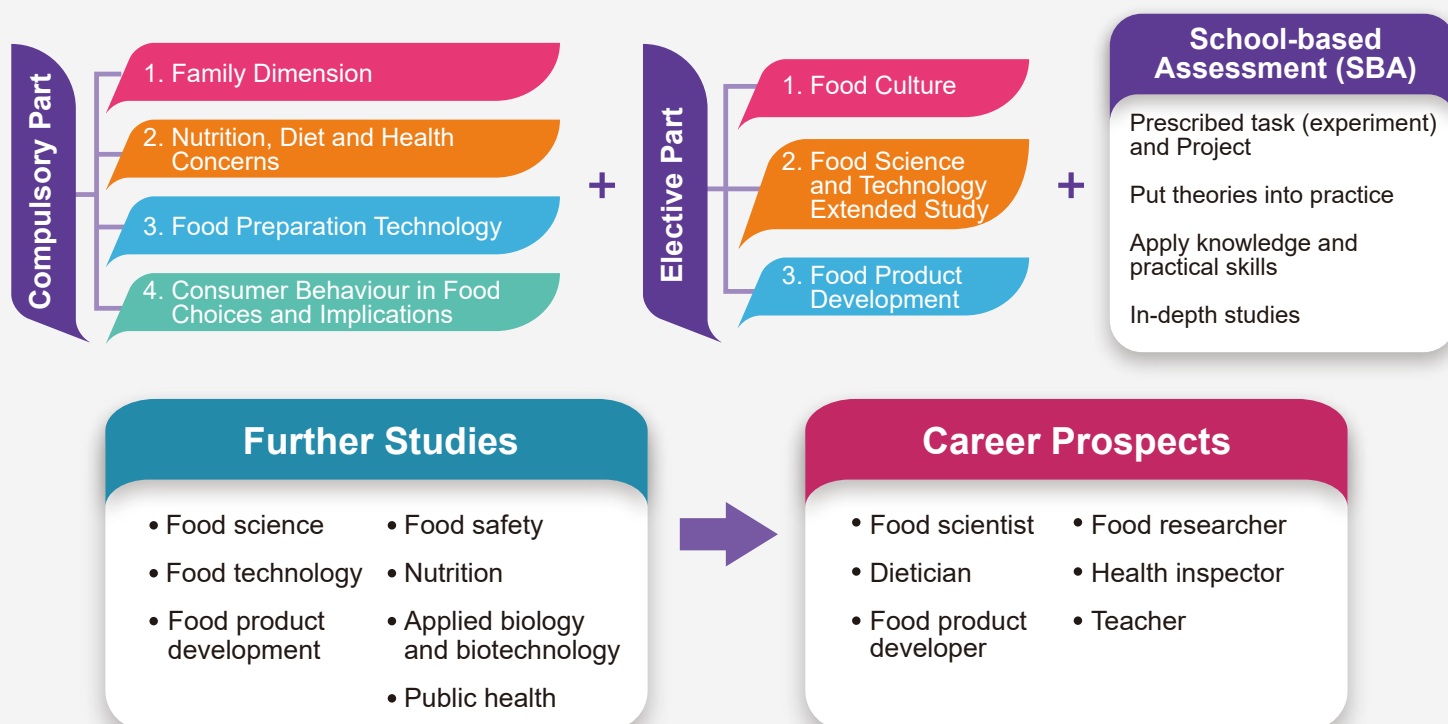 Compulsory Part
1. Family Dimension
2. Nutrition, Diet and Health
Concerns
3. Food Preparation Technology
4. Consumer Behaviour in Food
Choices and Implications
+
Elective Part
1. Food Culture
2. Food Science
and Technology
Extended Study
3. Food Product
Development
+
School-based
Assessment (SBA)
Prescribed task (experiment)
and Project
Put theories into practice
Apply knowledge and
practical skills
In-depth studies
Further Studies
• Food science
• Food technology
• Food product
development
• Food safety
• Nutrition
• Applied biology
and biotechnology
• Public health
Career Prospects
• Food scientist
• Dietician
• Food product
developer
• Food researcher
• Health inspector
• Teacher